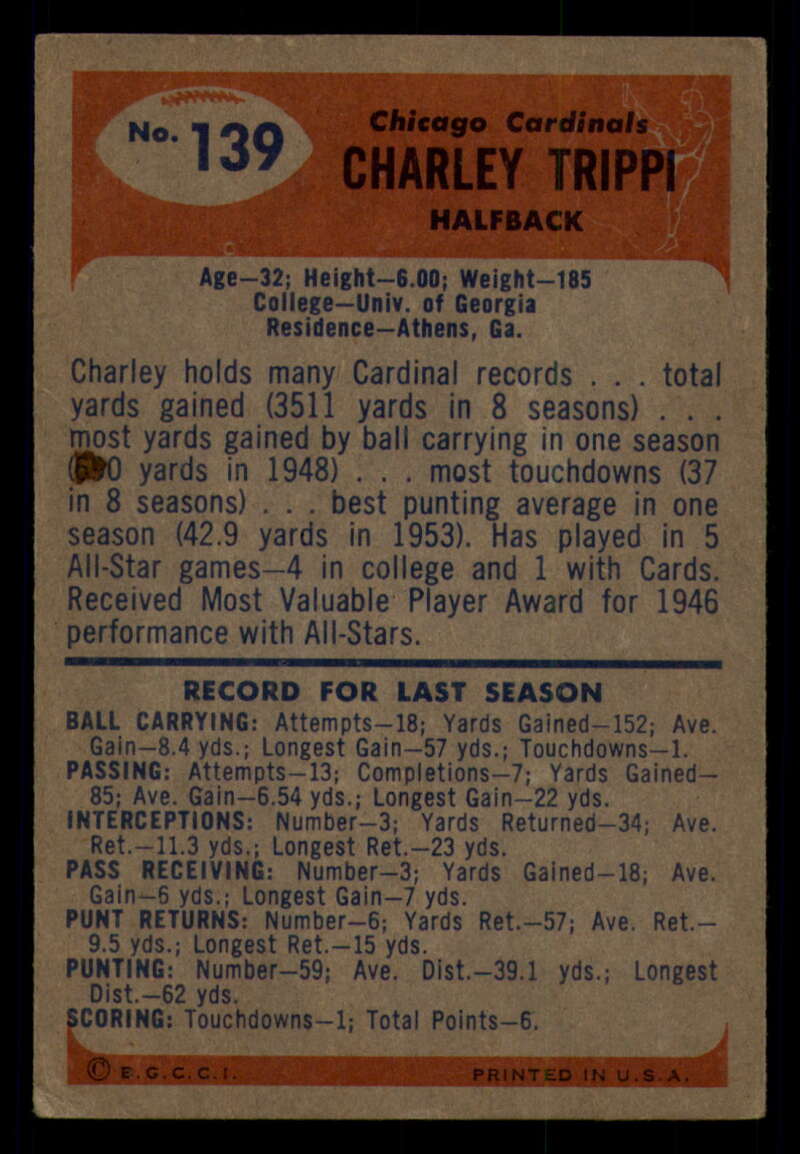 No. 139
Chicago Cardinals
CHARLEY TRIPPI
HALFBACK
Age—32; Height—6.00; Weight—185
College—Univ. of Georgia
Residence—Athens, Ga.
Charley holds many Cardinal records . . . total
yards gained (3511 yards in 8 seasons) . . .
most yards gained by ball carrying in one season
yards in 1948) . . . most touchdowns (37
in 8 seasons) . . . best punting average in one
season (42.9 yards in 1953). Has played in 5
All-Star games—4 in college and 1 with Cards.
Received Most Valuable Player Award for 1946
performance with All-Stars.
RECORD FOR LAST SEASON
BALL CARRYING: Attempts—18; Yards Gained—152; Ave.
Gain—8.4 yds.; Longest Gain—57 yds.; Touchdowns—1.
PASSING: Attempts—13; Completions—7; Yards Gained—
85; Ave. Gain—6.54 yds.; Longest Gain—22 yds.
INTERCEPTIONS: Number—3; Yards Returned—34; Ave.
Ret.—11.3 yds.; Longest Ret.—23 yds.
PASS RECEIVING: Number—3; Yards Gained—18; Ave.
Gain—6 yds.; Longest Gain—7 yds.
PUNT RETURNS: Number—6; Yards Ret.—57; Ave. Ret.—
9.5 yds.; Longest Ret.—15 yds.
PUNTING: Number—59; Ave. Dist.—39.1 yds.; Longest
Dist.—62 yds.
SCORING: Touchdowns—1; Total Points—6.
© E.G.C.C.I. PRINTED IN U.S.A.